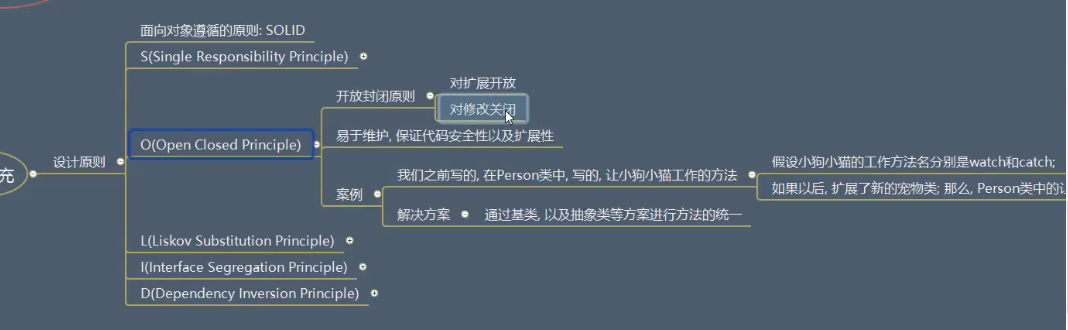 面向对象遵循的原则: SOLID
S(Single Responsibility Principle)
对扩展开放
开放封闭原则
对修改关闭
易于维护, 保证代码安全性以及扩展性
O(Open Closed Principle)
设计原则
充
假设小狗小猫的工作方法名分别是watch和catch;
我们之前写的, 在Person类中, 写的, 让小狗小猫工作的方法
如果以后, 扩展了新的宠物类; 那么, Person类中的
案例
解决方案
通过基类, 以及抽象类等方案进行方法的统一
L(Liskov Substitution Principle)
I(Interface Segregation Principle)
D(Dependency Inversion Principle)